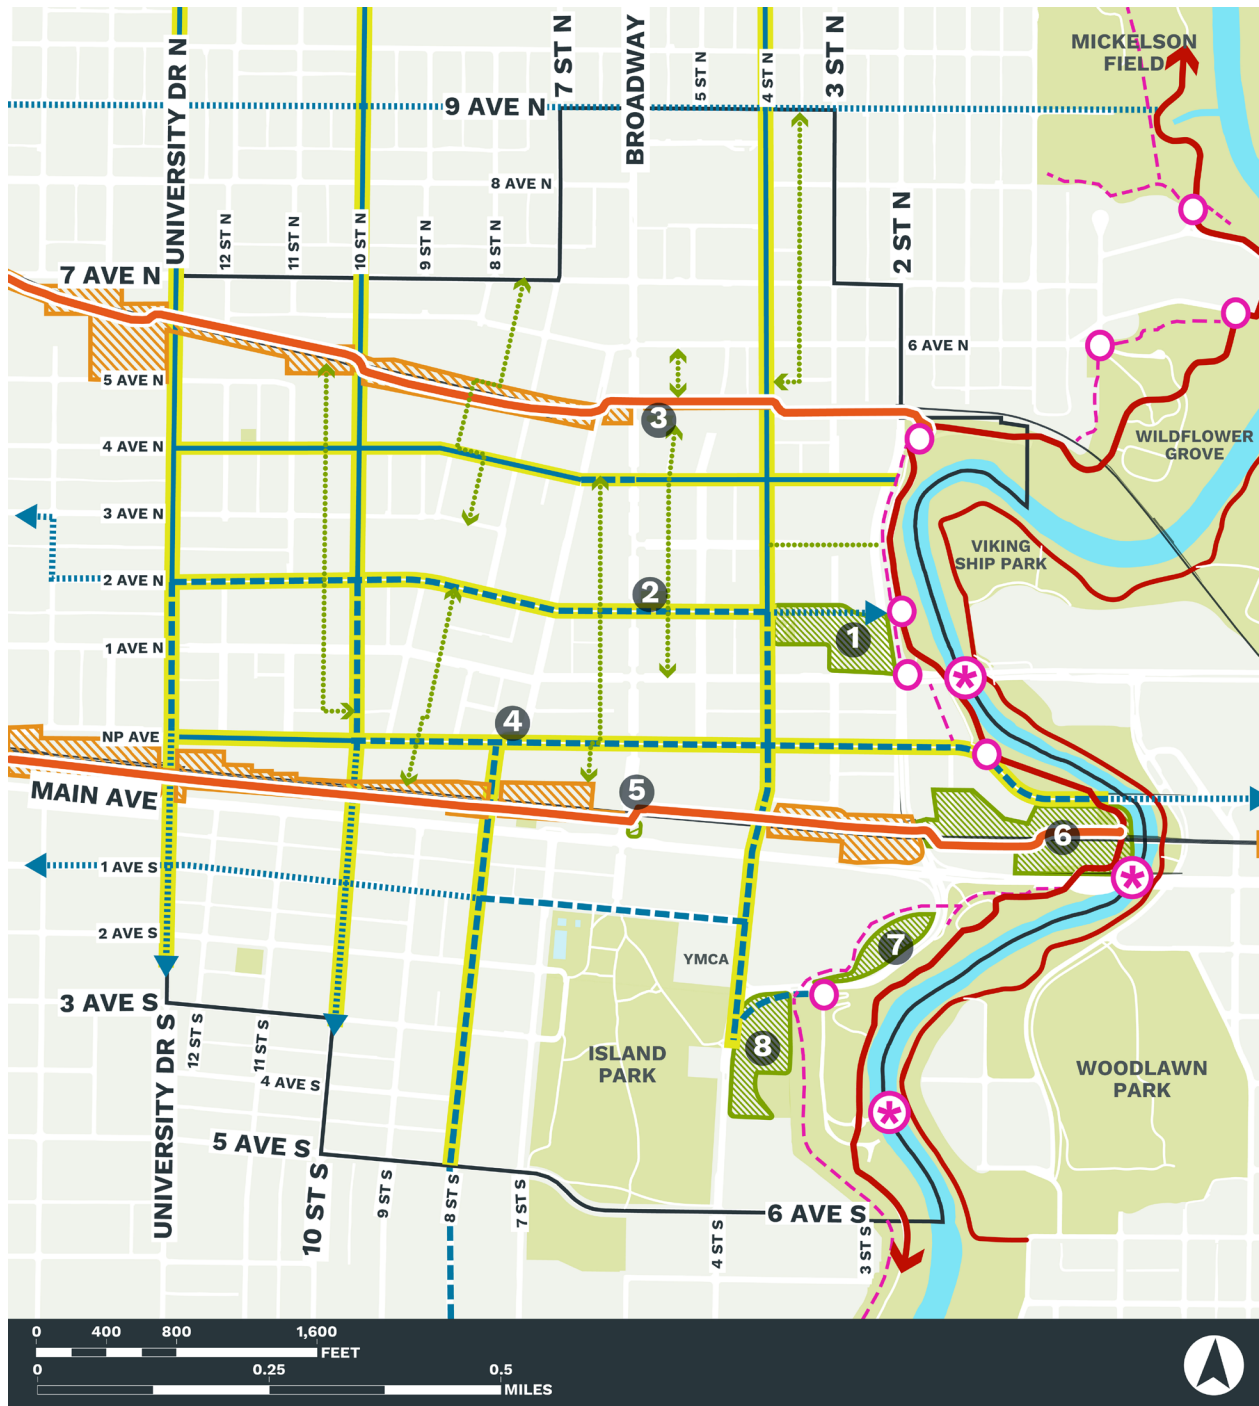 UNIVERSITY DR N
7 ST N
BROADWAY
5 ST N
4 ST N
3 ST N
MICKELSON
FIELD
9 AVE N
8 AVE N
12 ST N
11 ST N
10 ST N
9 ST N
8 ST N
2 ST N
7 AVE N
6 AVE N
5 AVE N
3
4 AVE N
WILDFLOWER
GROVE
3 AVE N
VIKING
SHIP PARK
2 AVE N
2
1
1 AVE N
4
NP AVE
MAIN AVE
5
6
1 AVE S
2 AVE S
YMCA
7
3 AVE S
UNIVERSITY DR S
12 ST S
11 ST S
4 AVE S
8
ISLAND
PARK
WOODLAWN
PARK
5 AVE S
10 ST S
9 ST S
8 ST S
7 ST S
6 AVE S
4 ST S
3 ST S
0 400 800 1,600
FEET
0 0.25 0.5
MILES